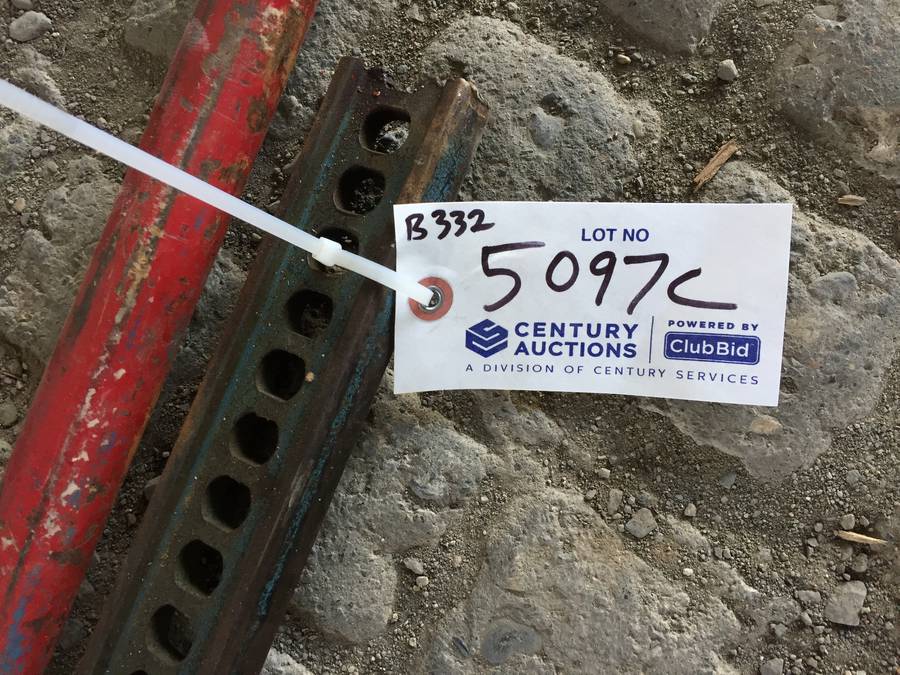 B332
LOT NO
5097C
CENTURY
AUCTIONS
POWERED BY
ClubBid
A DIVISION OF CENTURY SERVICES